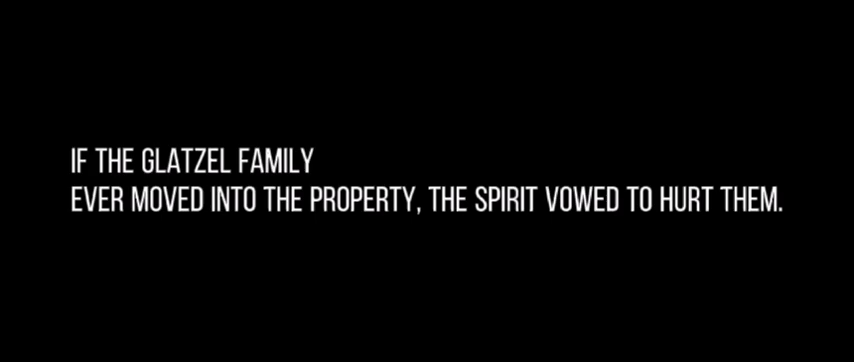 IF THE GLATZEL FAMILY
EVER MOVED INTO THE PROPERTY, THE SPIRIT VOWED TO HURT THEM.